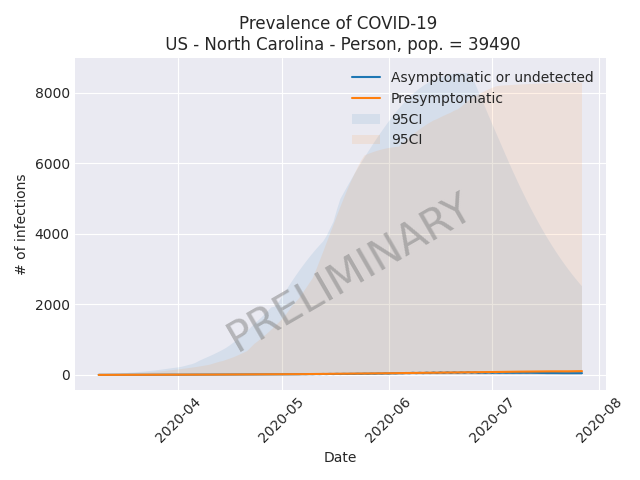 Prevalence of COVID-19
US - North Carolina - Person, pop. = 39490
Asymptomatic or undetected
Presymptomatic
95CI
95CI
8000
6000
4000
2000
0
# of infections
PRELIMINARY
2020-04
2020-05
2020-06
2020-07
2020-08
Date